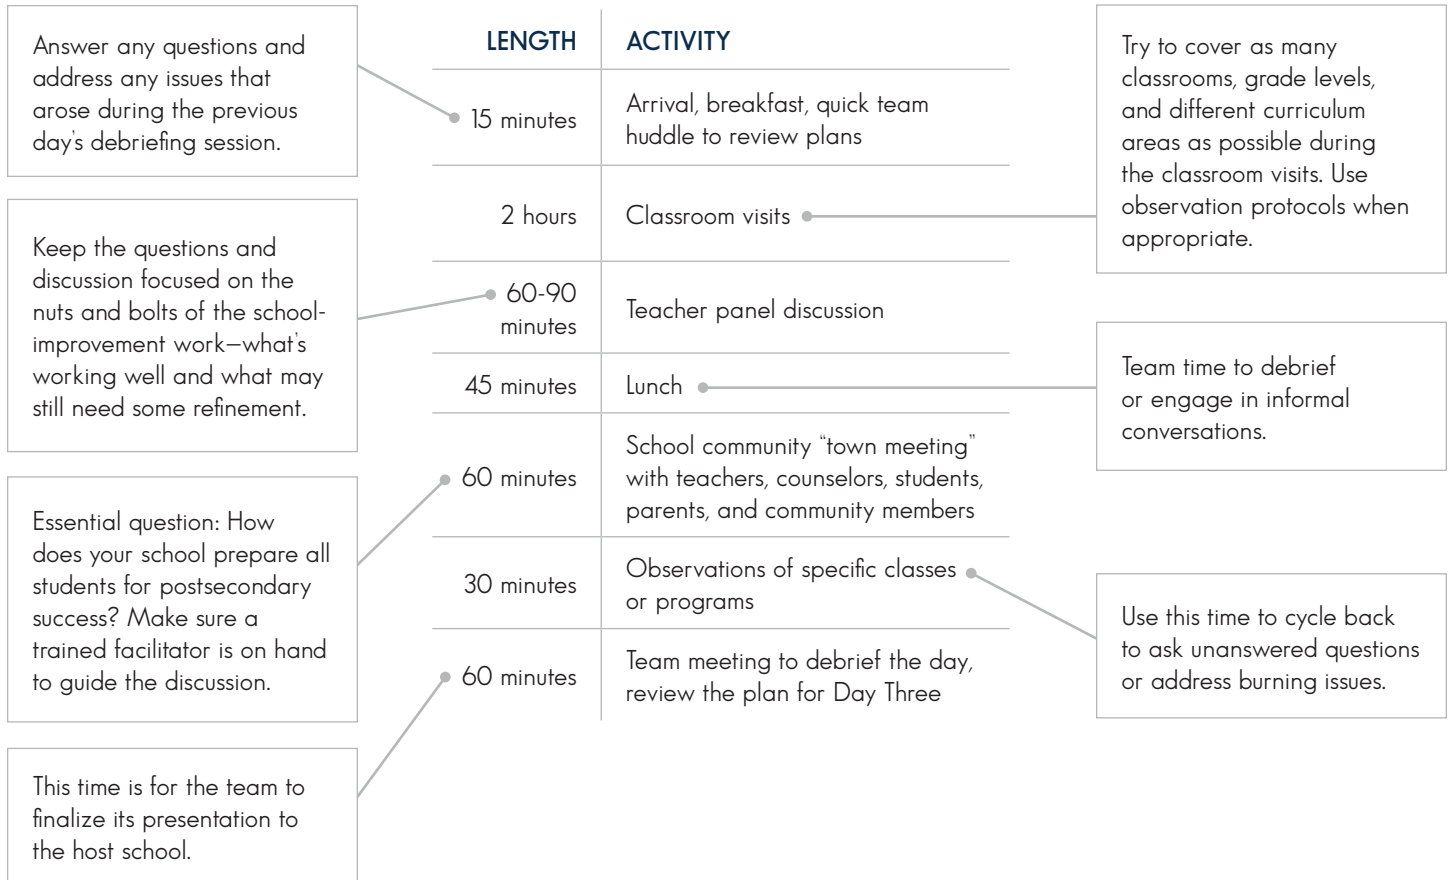 Answer any questions and
address any issues that
arose during the previous
day's debriefing session.
Keep the questions and
discussion focused on the
nuts and bolts of the school-
improvement work—what's
working well and what may
still need some refinement.
Essential question: How
does your school prepare all
students for postsecondary
success? Make sure a
trained facilitator is on hand
to guide the discussion.
This time is for the team to
finalize its presentation to
the host school.
LENGTH ACTIVITY
15 minutes Arrival, breakfast, quick team
huddle to review plans
2 hours Classroom visits
60-90
minutes Teacher panel discussion
45 minutes Lunch
60 minutes School community “town meeting”
with teachers, counselors, students,
parents, and community members
30 minutes Observations of specific classes
or programs
60 minutes Team meeting to debrief the day,
review the plan for Day Three
Try to cover as many
classrooms, grade levels,
and different curriculum
areas as possible during
the classroom visits. Use
observation protocols when
appropriate.
Team time to debrief
or engage in informal
conversations.
Use this time to cycle back
to ask unanswered questions
or address burning issues.